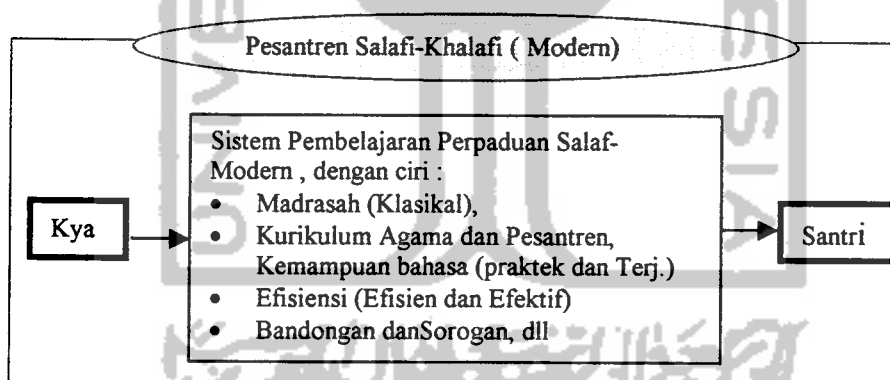 Pesantren Salafi-Khalafi ( Modern)
Sistem Pembelajaran Perpaduan Salaf-
Modern , dengan ciri :
• Madrasah (Klasikal),
Kya
• Kurikulum Agama dan Pesantren,
Kemampuan bahasa (praktek dan Terj.)
Santri
• Efisiensi (Efisien dan Efektif)
• Bandongan danSorogan, dll